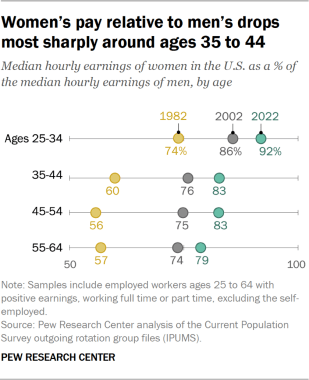 Women's pay relative to men's drops
most sharply around ages 35 to 44
Median hourly earnings of women in the U.S. as a % of
the median hourly earnings of men, by age
1982 2002 2022
Ages 25-34
74% 86% 92%
35-44
60 76 83
45-54
56 75 83
55-64
57 74 79
50 100
Note: Samples include employed workers ages 25 to 64 with
positive earnings, working full time or part time, excluding the self-
employed.
Source: Pew Research Center analysis of the Current Population
Survey outgoing rotation group files (IPUMS).
PEW RESEARCH CENTER